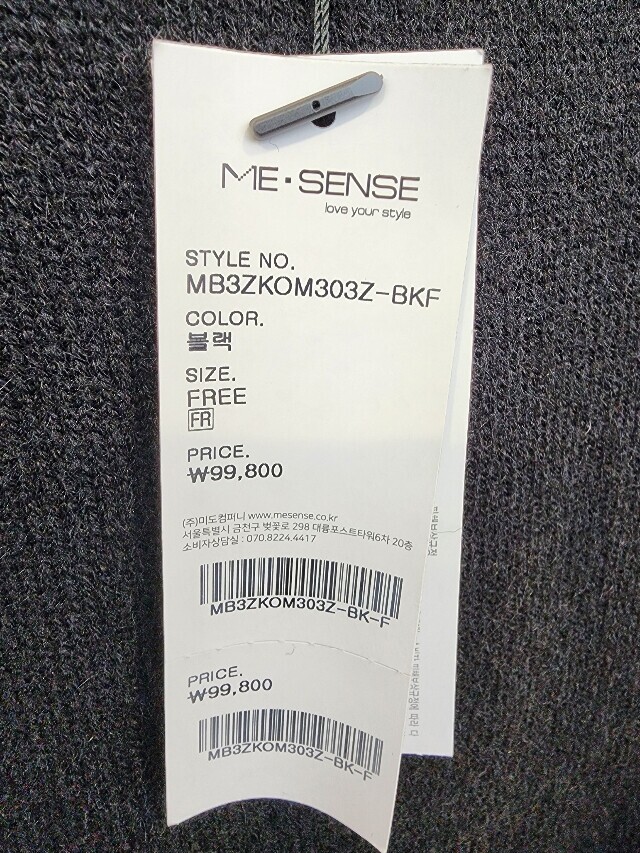 ME·SENSE
love your style
STYLE NO.
MB3ZKOM303Z-BKF
COLOR.
블랙
SIZE.
FREE
FR
PRICE.
₩99,800
(주)미도컴퍼니 www.mesense.co.kr
서울특별시 금천구 벚꽃로 298 대륭포스트타워6차 20층
소비자상담실 : 070.8224.4417
MB3ZKOM303Z-BK-F
PRICE.
₩99,800
MB3ZKOM303Z-BK-F